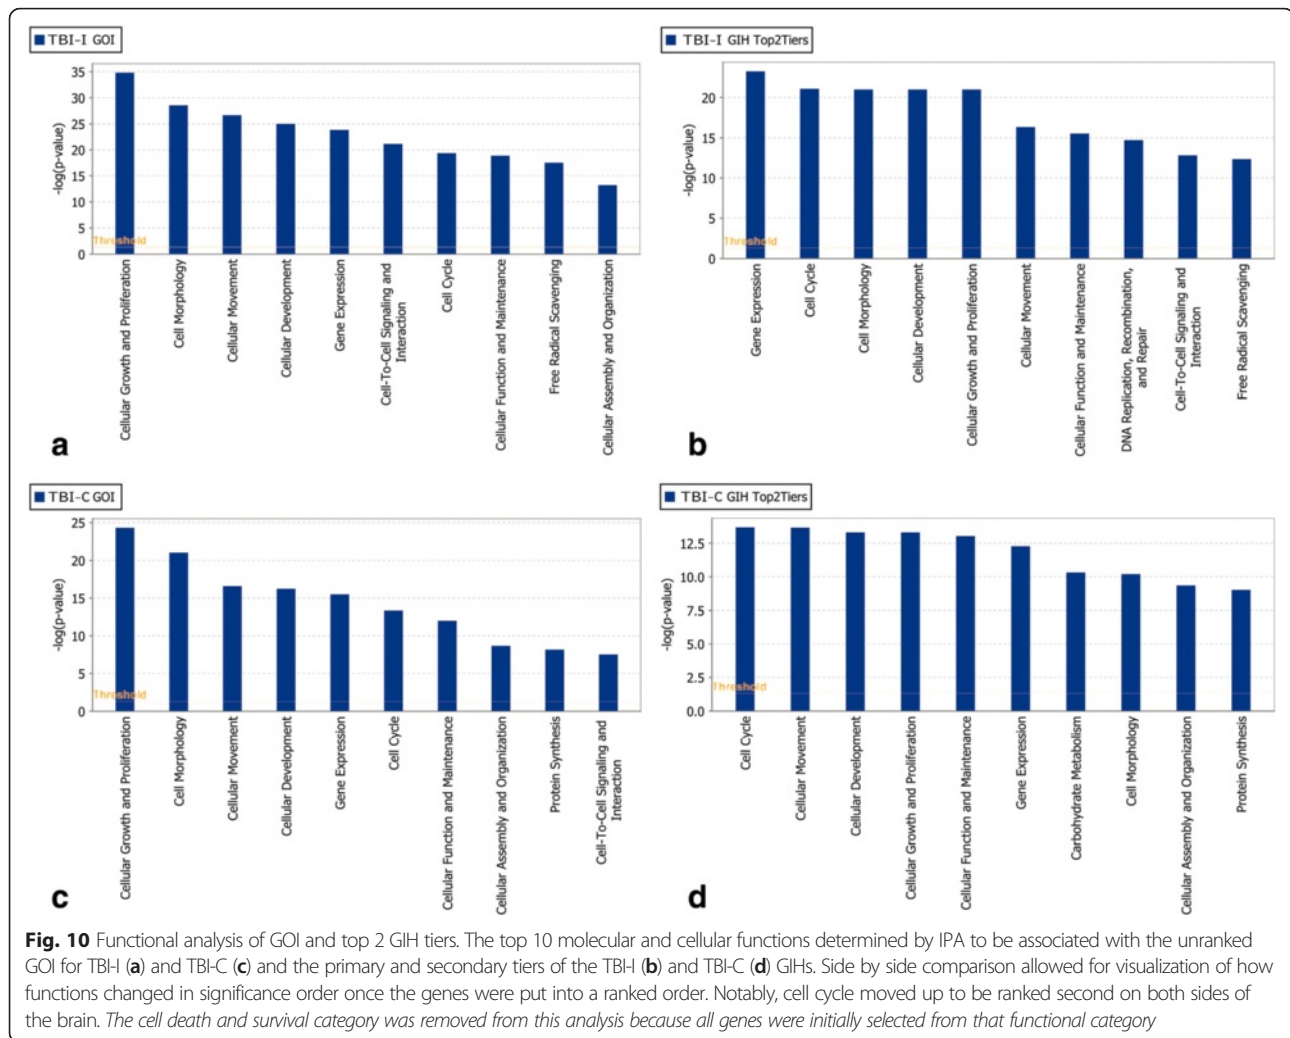 TBI-I GOI
-log(p-value)
35
30
25
20
15
10
5
0
Threshold
Cellular Growth and Proliferation
Cell Morphology
Cellular Movement
Cellular Development
Gene Expression
Cell-To-Cell Signaling and
Interaction
Cell Cycle
Cellular Function and Maintenance
Free Radical Scavenging
Cellular Assembly and Organization
a
TBI-I GIH Top2Tiers
-log(p-value)
20
15
10
5
0
Threshold
Gene Expression
Cell Cycle
Cell Morphology
Cellular Development
Cellular Growth and Proliferation
Cellular Movement
Cellular Function and Maintenance
DNA Replication, Recombination,
and Repair
Cell-To-Cell Signaling and
Interaction
Free Radical Scavenging
b
TBI-C GOI
-log(p-value)
25
20
15
10
5
0
Threshold
Cellular Growth and Proliferation
Cell Morphology
Cellular Movement
Cellular Development
Gene Expression
Cell Cycle
Cellular Function and Maintenance
Cellular Assembly and Organization
Protein Synthesis
Cell-To-Cell Signaling and
Interaction
c
TBI-C GIH Top2Tiers
-log(p-value)
12.5
10.0
7.5
5.0
2.5
0.0
Threshold
Cell Cycle
Cellular Movement
Cellular Development
Cellular Growth and Proliferation
Cellular Function and Maintenance
Gene Expression
Carbohydrate Metabolism
Cell Morphology
Cellular Assembly and Organization
Protein Synthesis
d
Fig. 10 Functional analysis of GOI and top 2 GIH tiers. The top 10 molecular and cellular functions determined by IPA to be associated with the unranked
GOI for TBI-I (a) and TBI-C (c) and the primary and secondary tiers of the TBI-I (b) and TBI-C (d) GIHs. Side by side comparison allowed for visualization of how
functions changed in significance order once the genes were put into a ranked order. Notably, cell cycle moved up to be ranked second on both sides of
the brain. The cell death and survival category was removed from this analysis because all genes were initially selected from that functional category